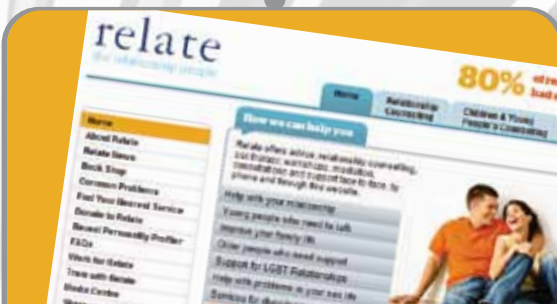 relate
the relationship people
80%
Home
Relationship Counselling
Children & Young People's Counselling
Home
About Relate
Relate News
Book Shop
Common Problems
Find Your Nearest Service
Donate to Relate
Sexual Personality Profiler
FAQs
Work for Relate
Train with Relate
Media Centre
How we can help you
Relate offers advice, relationship counselling,
workshops, mediation,
consultations and support face-to-face, by
phone and through this website.
Help with your relationship
Young people who need to talk
Improve your family life
Older people who need support
Support for LGBT Relationships
Help with problems in your sex life